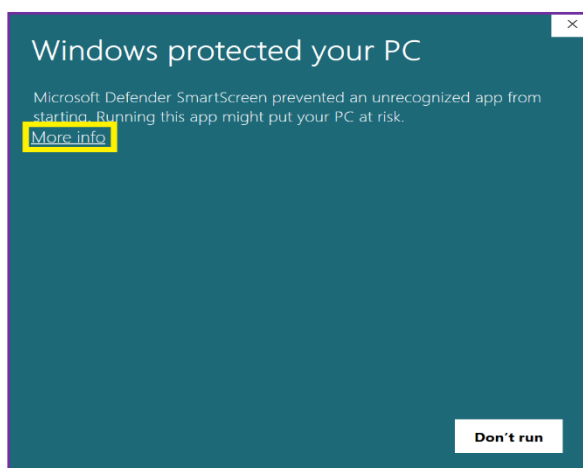 Windows protected your PC
Microsoft Defender SmartScreen prevented an unrecognized app from
starting. Running this app might put your PC at risk.
More info
Don't run